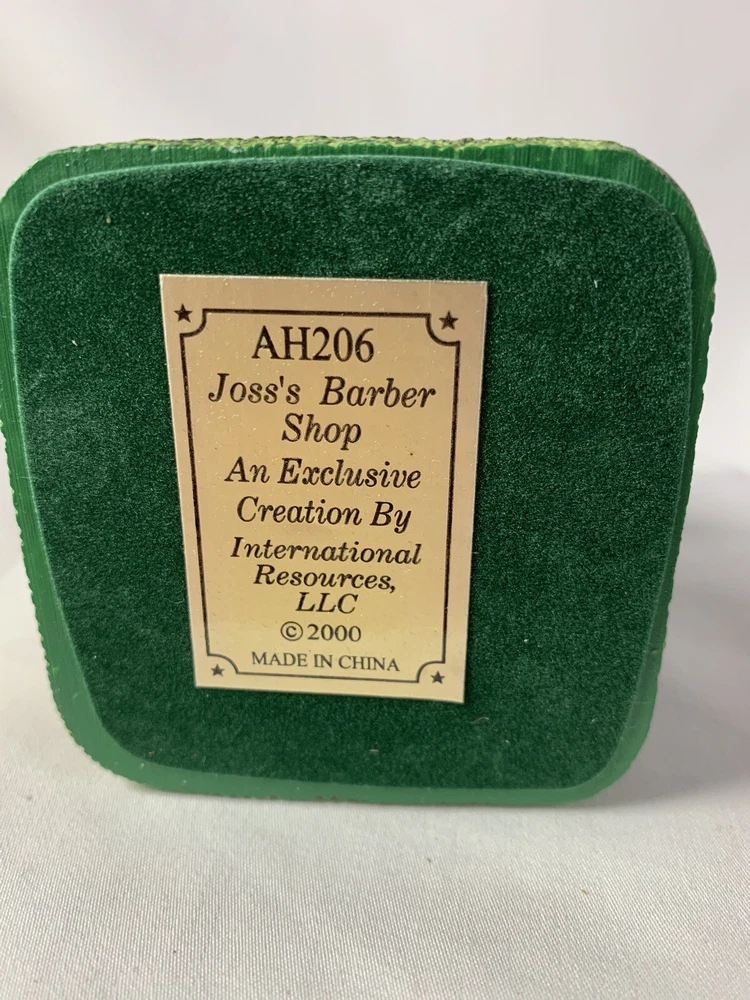 AH206
Joss's Barber
Shop
An Exclusive
Creation By
International
Resources,
LLC
©2000
MADE IN CHINA